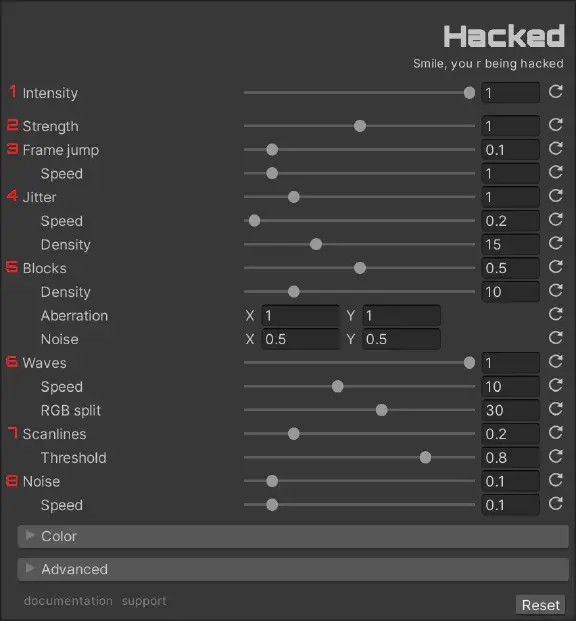 Hacked
Smile, you r being hacked
1 Intensity 1
2 Strength 1
3 Frame jump 0.1
Speed 1
4 Jitter 1
Speed 0.2
Density 15
5 Blocks 0.5
Density 10
Aberration X 1 Y 1
Noise X 0.5 Y 0.5
6 Waves 1
Speed 10
RGB split 30
7 Scanlines 0.2
Threshold 0.8
8 Noise 0.1
Speed 0.1
Color
Advanced
documentation support
Reset